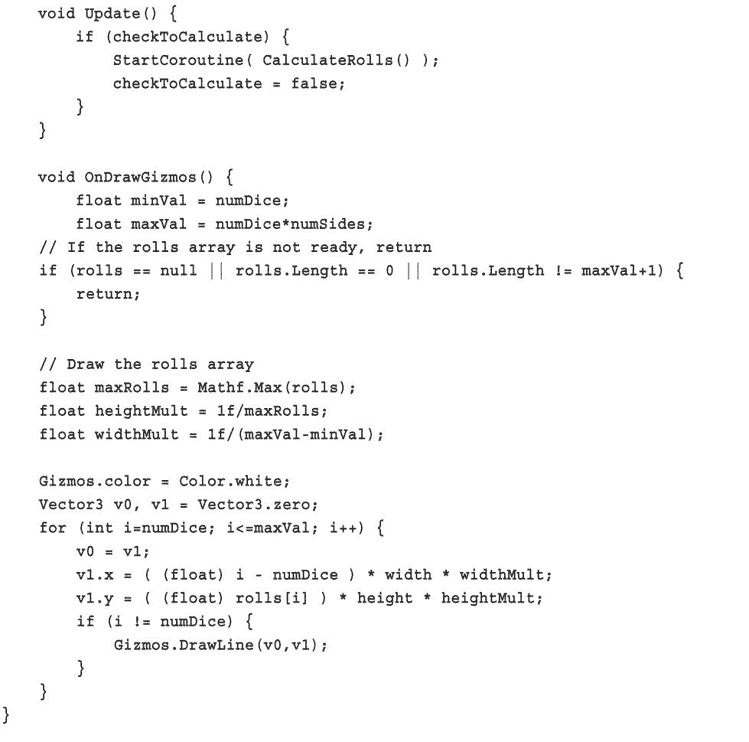 void Update() {
if (checkToCalculate) {
StartCoroutine( CalculateRolls() );
checkToCalculate = false;
}
}
void OnDrawGizmos() {
float minVal = numDice;
float maxVal = numDice*numSides;
// If the rolls array is not ready, return
if (rolls == null || rolls.Length == 0 || rolls.Length != maxVal+1) {
return;
}
// Draw the rolls array
float maxRolls = Mathf.Max(rolls);
float heightMult = 1f/maxRolls;
float widthMult = 1f/(maxVal-minVal);
Gizmos.color = Color.white;
Vector3 v0, v1 = Vector3.zero;
for (int i=numDice; i<=maxVal; i++) {
v0 = v1;
v1.x = ( (float) i - numDice ) * width * widthMult;
v1.y = ( (float) rolls[i] ) * height * heightMult;
if (i != numDice) {
Gizmos.DrawLine(v0,v1);
}
}
}